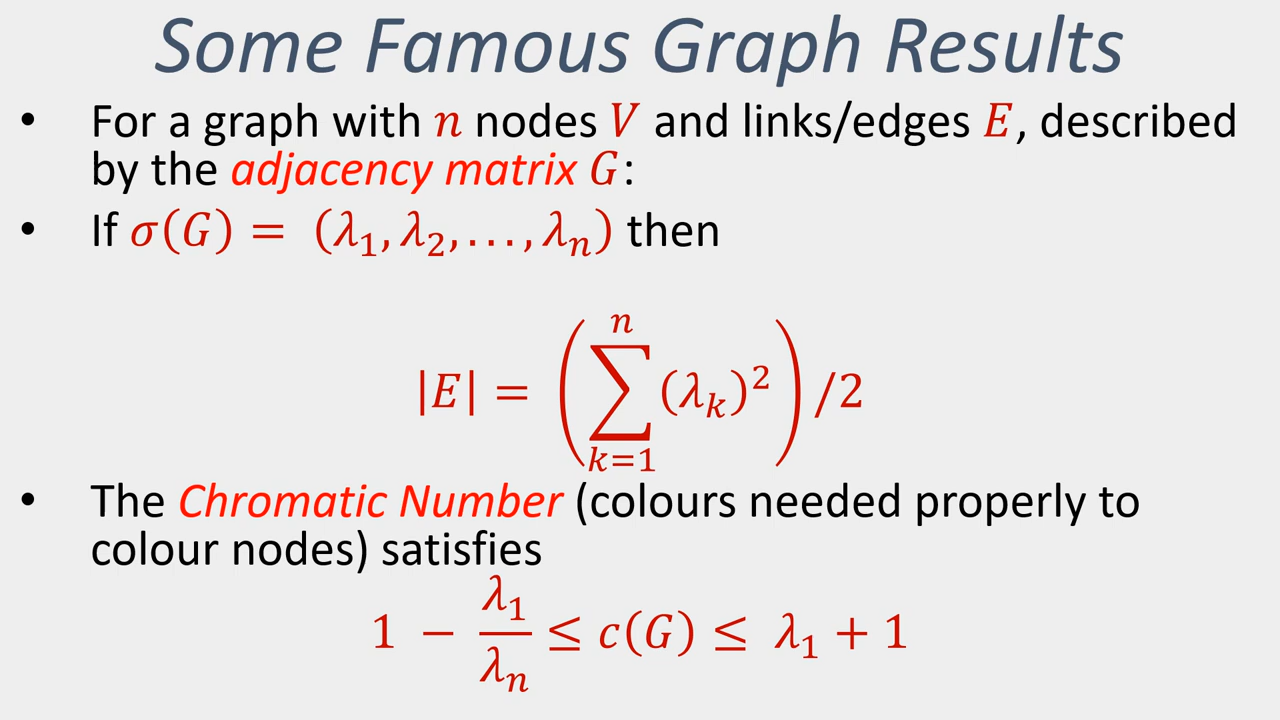 Some Famous Graph Results
• For a graph with n nodes V and links/edges E, described
by the adjacency matrix G:
• If σ(G) = (λ₁, λ₂, . . . , λₙ) then
|E| = (∑ₖ₌₁ⁿ (λₖ)²) /2
• The Chromatic Number (colours needed properly to
colour nodes) satisfies
1 − λ₁/λₙ ≤ c(G) ≤ λ₁ + 1